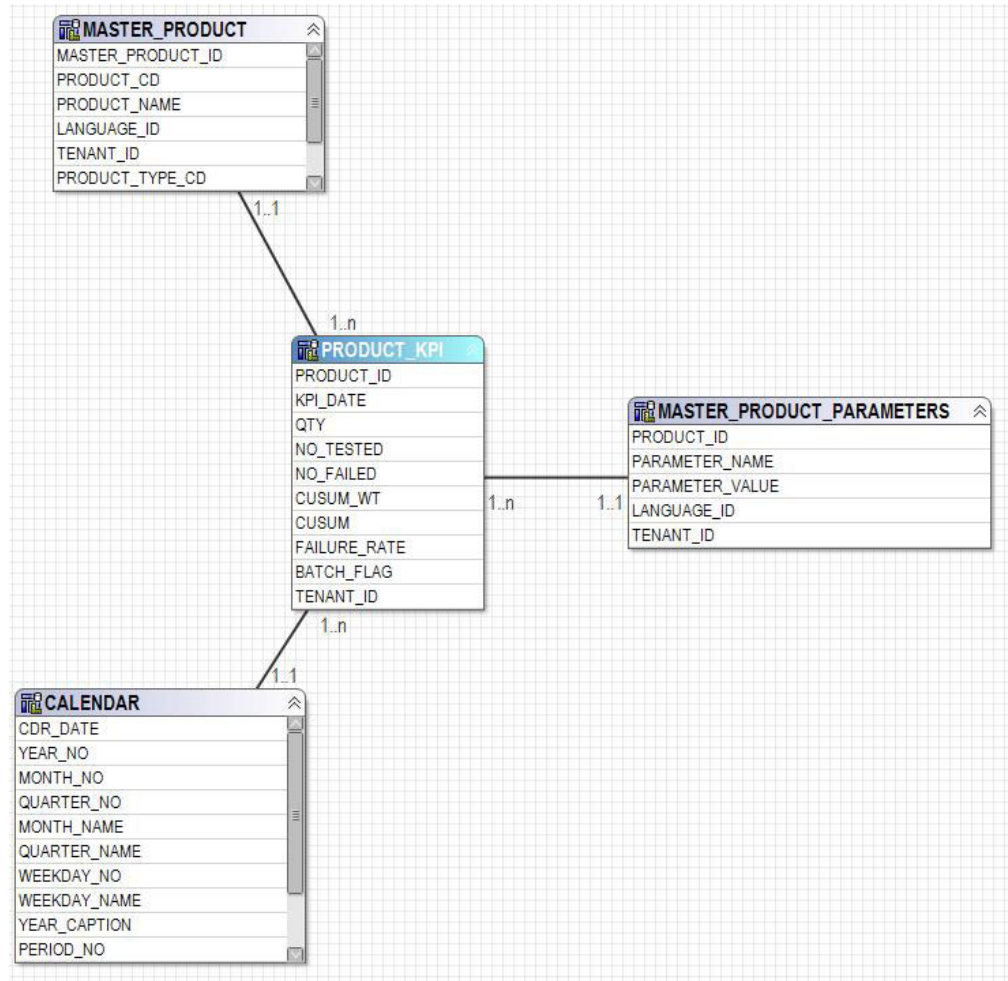 MASTER_PRODUCT
MASTER_PRODUCT_ID
PRODUCT_CD
PRODUCT_NAME
LANGUAGE_ID
TENANT_ID
PRODUCT_TYPE_CD
1..1
1..n
PRODUCT_KPI
PRODUCT_ID
KPI_DATE
QTY
NO_TESTED
NO_FAILED
CUSUM_WT
CUSUM
FAILURE_RATE
BATCH_FLAG
TENANT_ID
1..n
1..1
MASTER_PRODUCT_PARAMETERS
PRODUCT_ID
PARAMETER_NAME
PARAMETER_VALUE
LANGUAGE_ID
TENANT_ID
1..n
1..1
CALENDAR
CDR_DATE
YEAR_NO
MONTH_NO
QUARTER_NO
MONTH_NAME
QUARTER_NAME
WEEKDAY_NO
WEEKDAY_NAME
YEAR_CAPTION
PERIOD_NO